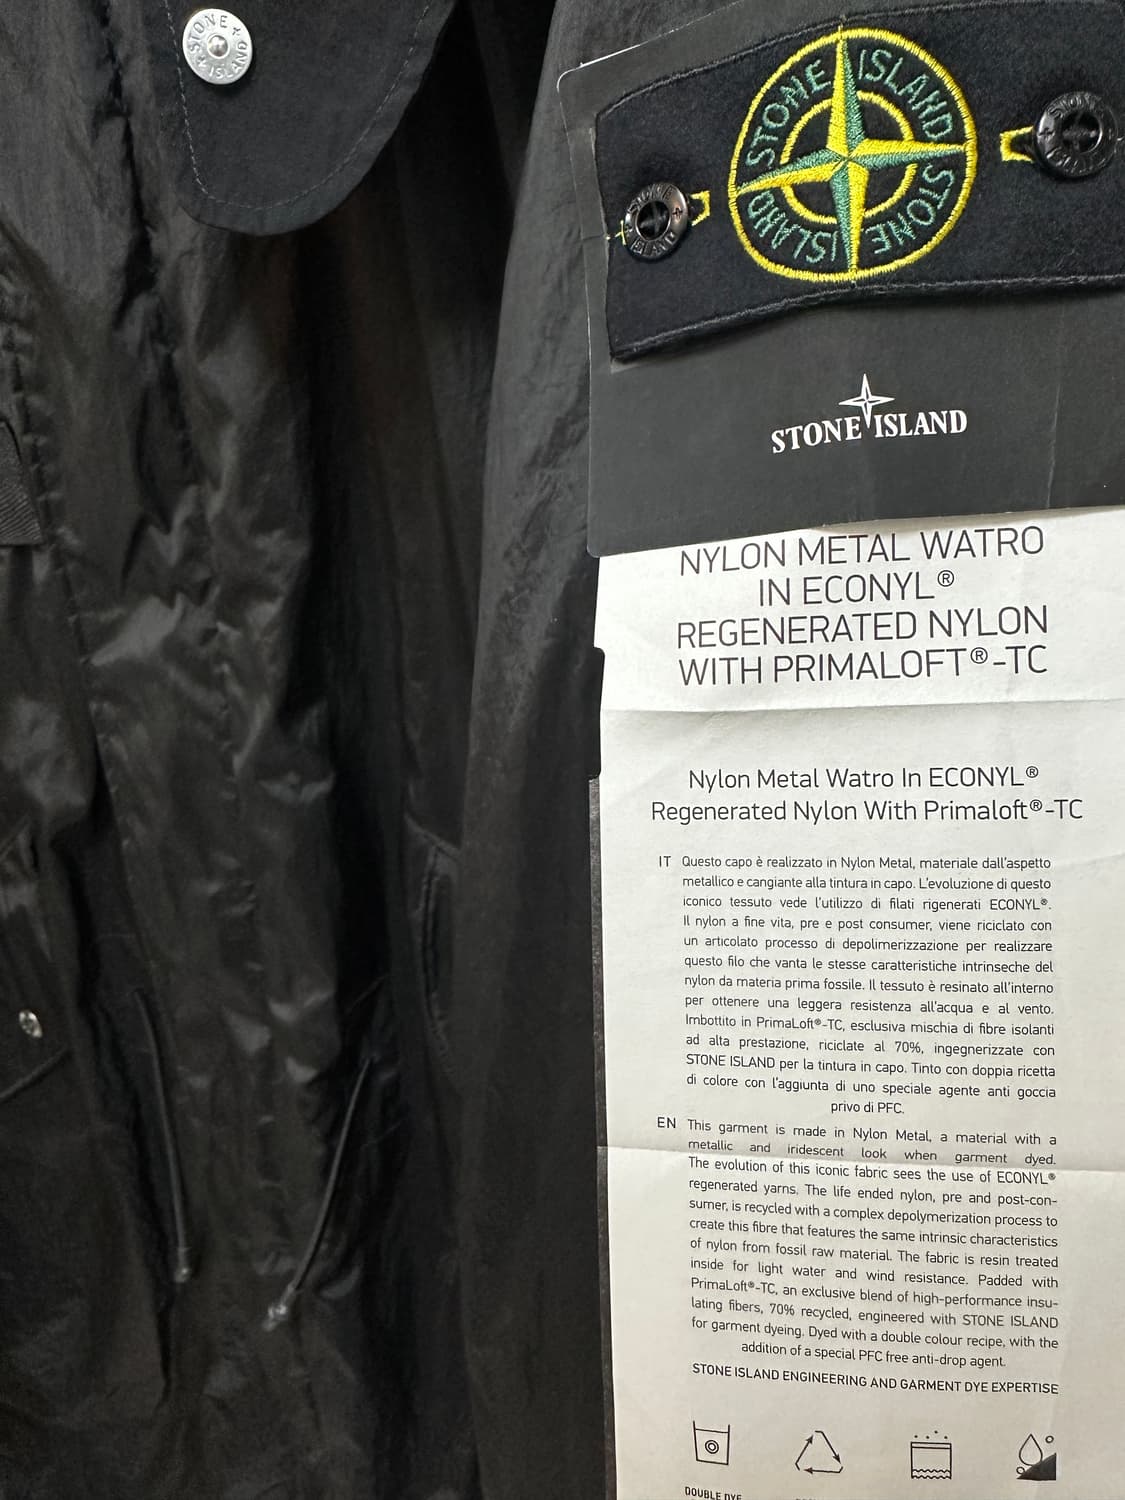 STONE ISLAND
STONE ISLAND STONE ISLAND
STONE ISLAND
STONE ISLAND
STONE ISLAND
NYLON METAL WATRO
IN ECONYL®
REGENERATED NYLON
WITH PRIMALOFT®-TC
Nylon Metal Watro In ECONYL®
Regenerated Nylon With Primaloft®-TC
IT Questo capo è realizzato in Nylon Metal, materiale dall'aspetto
metallico e cangiante alla tintura in capo. L'evoluzione di questo
iconico tessuto vede l'utilizzo di filati rigenerati ECONYL®.
Il nylon a fine vita, pre e post consumer, viene riciclato con
un articolato processo di depolimerizzazione per realizzare
questo filo che vanta le stesse caratteristiche intrinseche del
nylon da materia prima fossile. Il tessuto è resinato all'interno
per ottenere una leggera resistenza all'acqua e al vento.
Imbottito in PrimaLoft®-TC, esclusiva mischia di fibre isolanti
ad alta prestazione, riciclate al 70%, ingegnerizzate con
STONE ISLAND per la tintura in capo. Tinto con doppia ricetta
di colore con l'aggiunta di uno speciale agente anti goccia
privo di PFC.
EN This garment is made in Nylon Metal, a material with a
metallic and iridescent look when garment dyed.
The evolution of this iconic fabric sees the use of ECONYL®
regenerated yarns. The life ended nylon, pre and post-con-
sumer, is recycled with a complex depolymerization process to
create this fibre that features the same intrinsic characteristics
of nylon from fossil raw material. The fabric is resin treated
inside for light water and wind resistance. Padded with
PrimaLoft®-TC, an exclusive blend of high-performance insu-
lating fibers, 70% recycled, engineered with STONE ISLAND
for garment dyeing. Dyed with a double colour recipe, with the
addition of a special PFC free anti-drop agent.
STONE ISLAND ENGINEERING AND GARMENT DYE EXPERTISE
DOUBLE DYE